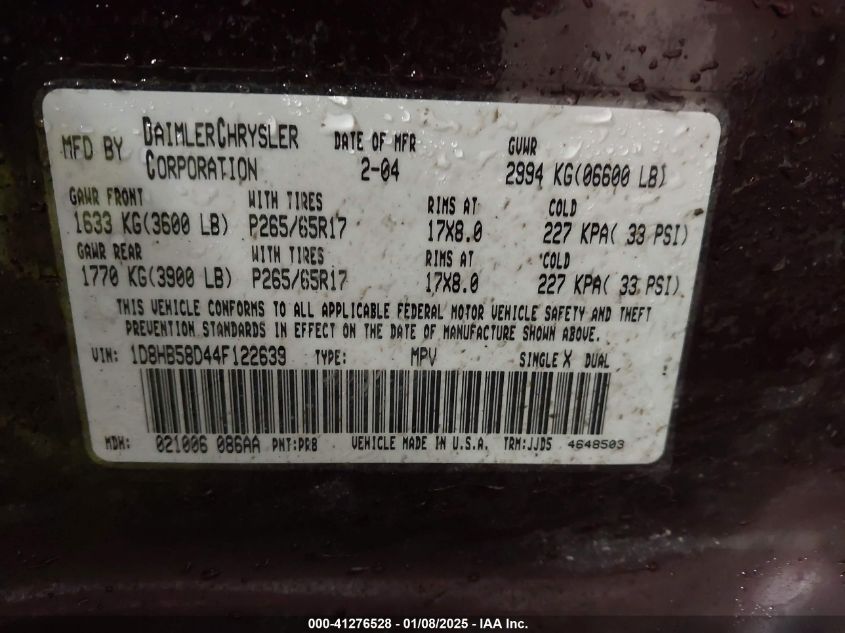 MFD BY DAIMLERCHRYSLER CORPORATION DATE OF MFR 2-04 GVWR 2994 KG(06600 LB)
GAWR FRONT WITH TIRES RIMS AT COLD
1633 KG(3600 LB) P265/65R17 17X8.0 227 KPA( 33 PSI)
GAWR REAR WITH TIRES RIMS AT COLD
1770 KG(3900 LB) P265/65R17 17X8.0 227 KPA( 33 PSI)
THIS VEHICLE CONFORMS TO ALL APPLICABLE FEDERAL MOTOR VEHICLE SAFETY AND THEFT
PREVENTION STANDARDS IN EFFECT ON THE DATE OF MANUFACTURE SHOWN ABOVE.
VIN: 1D8HB58D44F122639 TYPE: MPV SINGLE X DUAL
MDH: 021006 086AA PNT:PR8 VEHICLE MADE IN U.S.A. TRM:JJD5 4648503
000-41276528 - 01/08/2025 - IAA Inc.